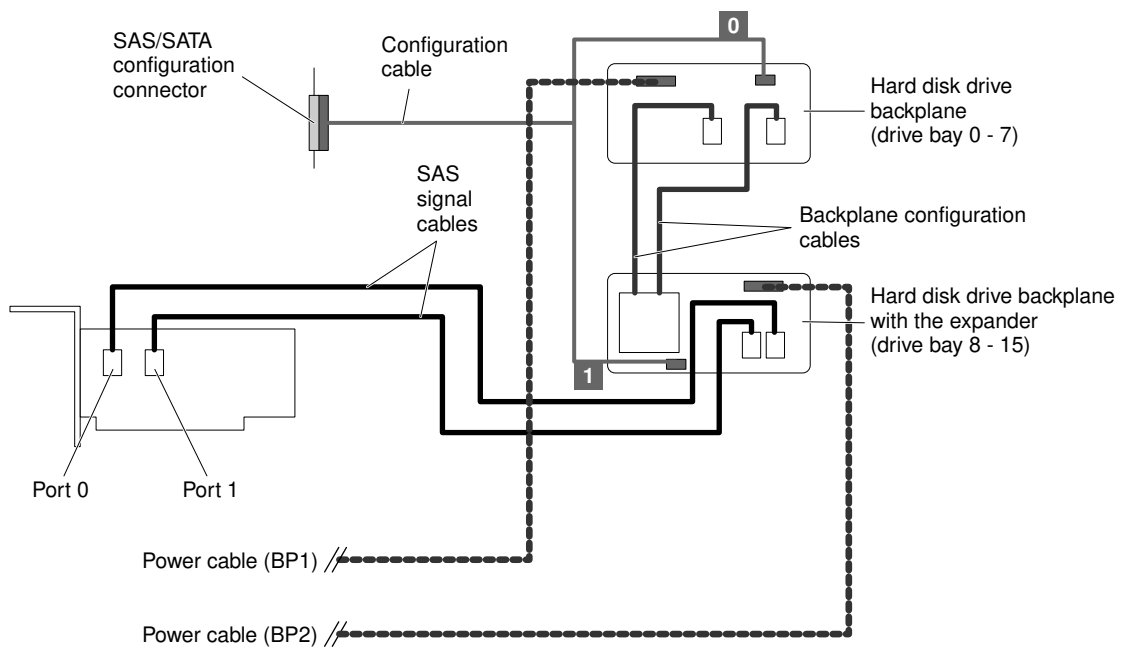 0
SAS/SATA
configuration
connector
Configuration
cable
Hard disk drive
backplane
(drive bay 0 - 7)
SAS
signal
cables
Backplane configuration
cables
Hard disk drive backplane
with the expander
(drive bay 8 - 15)
1
Port 0
Port 1
Power cable (BP1)
Power cable (BP2)